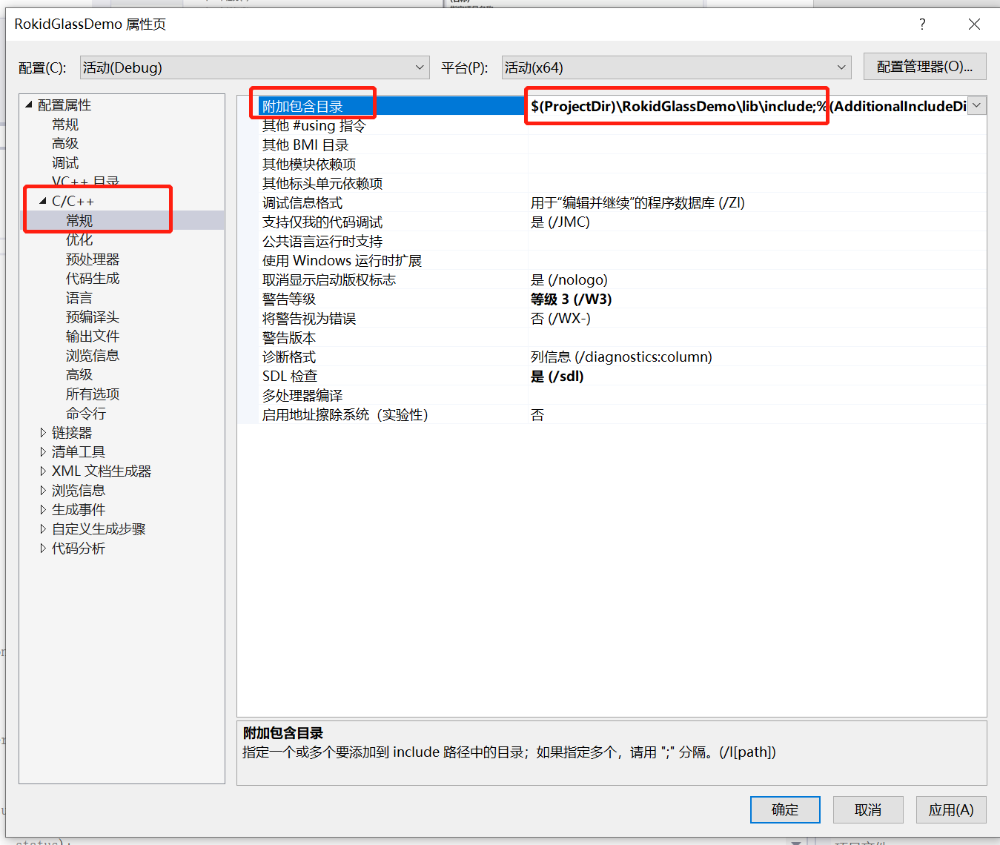 RokidGlassDemo 属性页
?
配置(C):
活动(Debug)
平台(P):
活动(x64)
配置管理器(O)...
配置属性
常规
高级
调试
VC++ 目录
C/C++
常规
优化
预处理器
代码生成
语言
预编译头
输出文件
浏览信息
高级
所有选项
命令行
链接器
清单工具
XML 文档生成器
浏览信息
生成事件
自定义生成步骤
代码分析
附加包含目录 $(ProjectDir)\RokidGlassDemo\lib\include;%(AdditionalIncludeDi
其他 #using 指令
其他 BMI 目录
其他模块依赖项
其他标头单元依赖项
调试信息格式 用于“编辑并继续”的程序数据库 (/ZI)
支持仅我的代码调试 是 (/JMC)
公共语言运行时支持
使用 Windows 运行时扩展
取消显示启动版权标志 是 (/nologo)
警告等级 等级 3 (/W3)
将警告视为错误 否 (/WX-)
警告版本
诊断格式 列信息 (/diagnostics:column)
SDL 检查 是 (/sdl)
多处理器编译
启用地址擦除系统（实验性） 否
附加包含目录
指定一个或多个要添加到 include 路径中的目录；如果指定多个，请用 ";" 分隔。(/I[path])
确定
取消
应用(A)